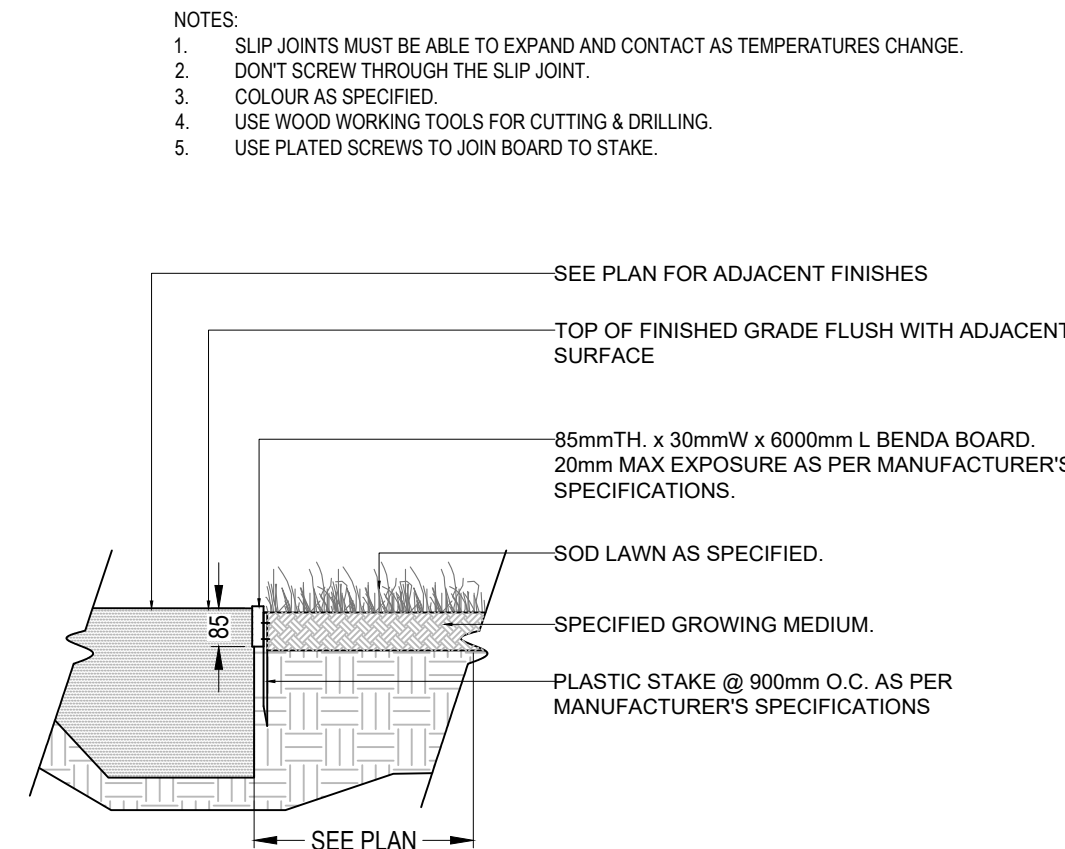 NOTES:
1. SLIP JOINTS MUST BE ABLE TO EXPAND AND CONTACT AS TEMPERATURES CHANGE.
2. DON'T SCREW THROUGH THE SLIP JOINT.
3. COLOUR AS SPECIFIED.
4. USE WOOD WORKING TOOLS FOR CUTTING & DRILLING.
5. USE PLATED SCREWS TO JOIN BOARD TO STAKE.
SEE PLAN FOR ADJACENT FINISHES
TOP OF FINISHED GRADE FLUSH WITH ADJACENT
SURFACE
85mmTH. x 30mmW x 6000mm L BENDA BOARD.
20mm MAX EXPOSURE AS PER MANUFACTURER'S
SPECIFICATIONS.
SOD LAWN AS SPECIFIED.
85
SPECIFIED GROWING MEDIUM.
PLASTIC STAKE @ 900mm O.C. AS PER
MANUFACTURER'S SPECIFICATIONS
SEE PLAN